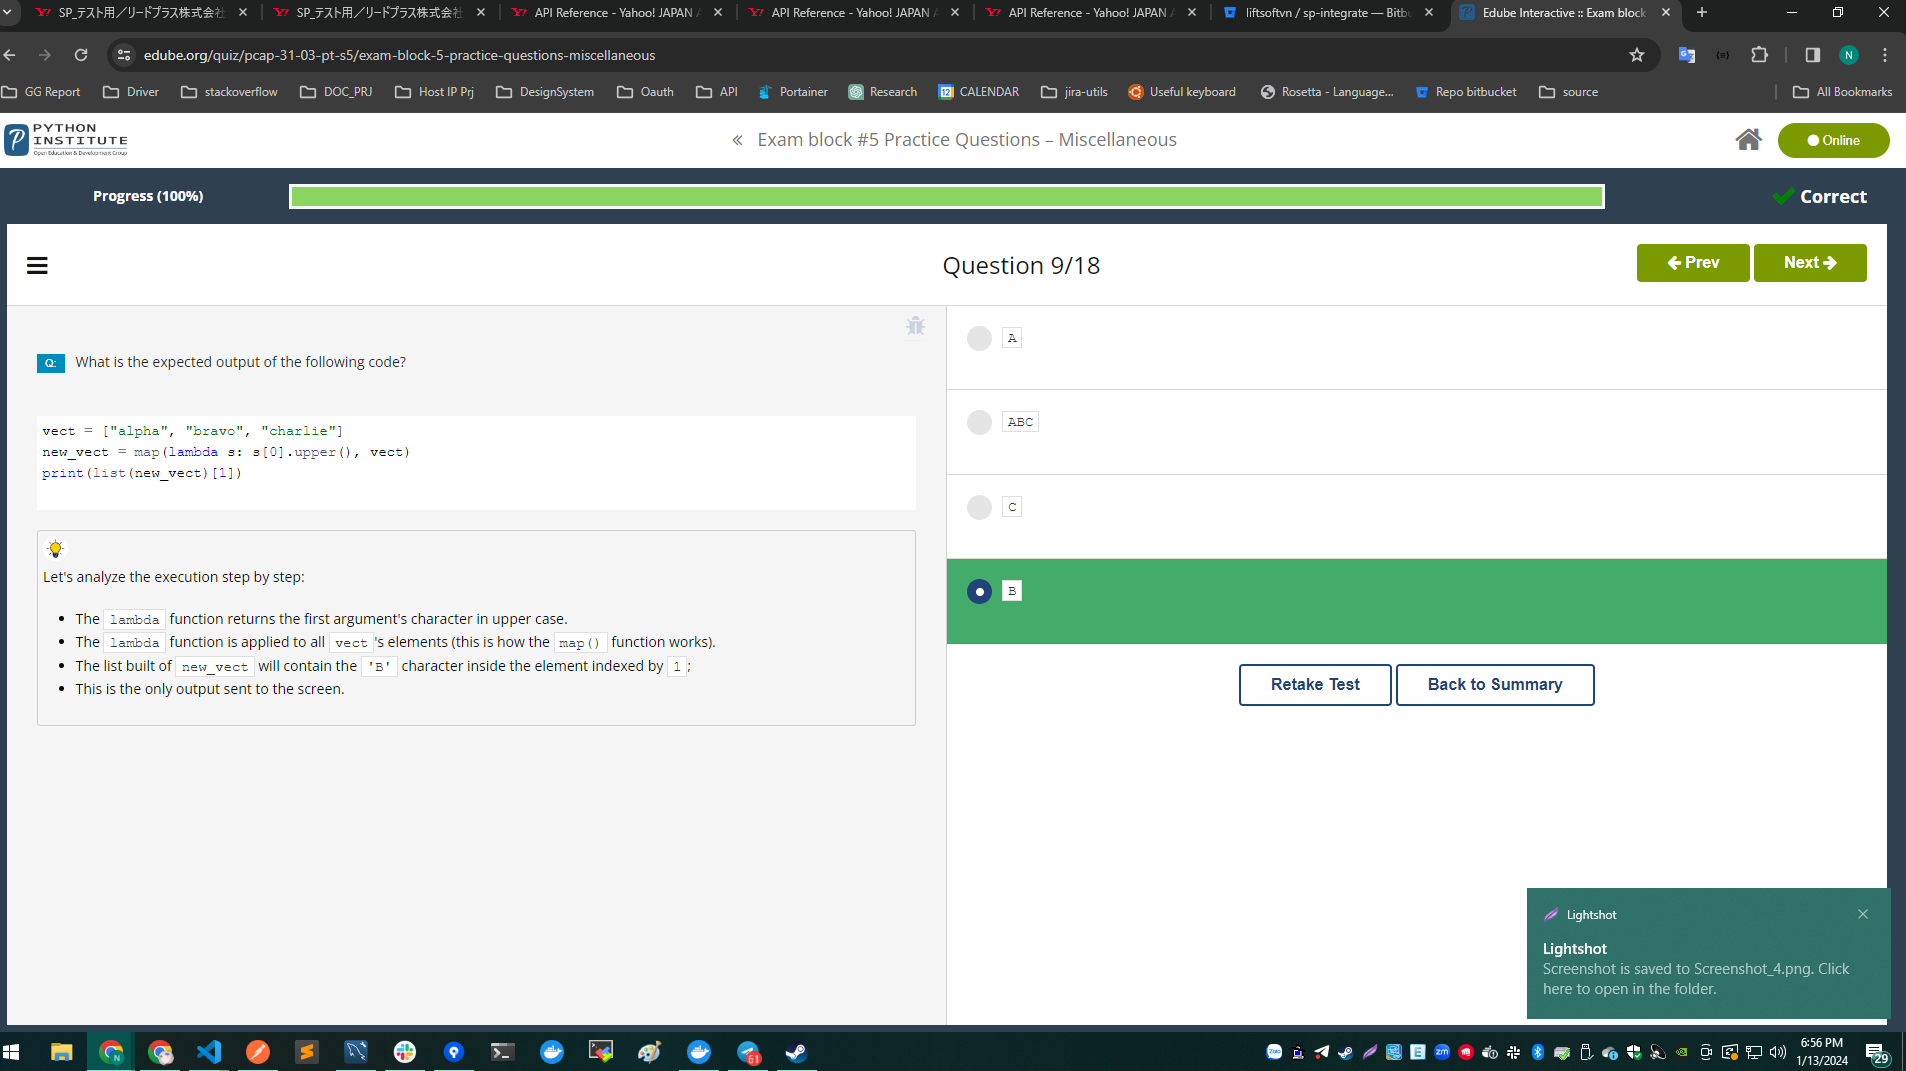 SP_テスト用／リードプラス株式会社
SP_テスト用／リードプラス株式会社
API Reference - Yahoo! JAPAN A
API Reference - Yahoo! JAPAN A
API Reference - Yahoo! JAPAN A
liftsoftvn / sp-integrate — Bitbu
Edube Interactive :: Exam block
edube.org/quiz/pcap-31-03-pt-s5/exam-block-5-practice-questions-miscellaneous
N
GG Report
Driver
stackoverflow
DOC_PRJ
Host IP Prj
DesignSystem
Oauth
API
Portainer
Research
12
CALENDAR
jira-utils
Useful keyboard
Rosetta - Language...
Repo bitbucket
source
All Bookmarks
PYTHON
INSTITUTE
Open Education & Development Group
« Exam block #5 Practice Questions – Miscellaneous
Online
Progress (100%)
Correct
Question 9/18
Prev
Next
Q:
What is the expected output of the following code?
vect = ["alpha", "bravo", "charlie"]
new_vect = map(lambda s: s[0].upper(), vect)
print(list(new_vect)[1])
Let's analyze the execution step by step:
• The lambda function returns the first argument's character in upper case.
• The lambda function is applied to all vect's elements (this is how the map() function works).
• The list built of new_vect will contain the 'B' character inside the element indexed by 1;
• This is the only output sent to the screen.
A
ABC
C
B
Retake Test
Back to Summary
Lightshot
Lightshot
Screenshot is saved to Screenshot_4.png. Click
here to open in the folder.
N
61
Zalo
E
zm
6:56 PM
1/13/2024
29